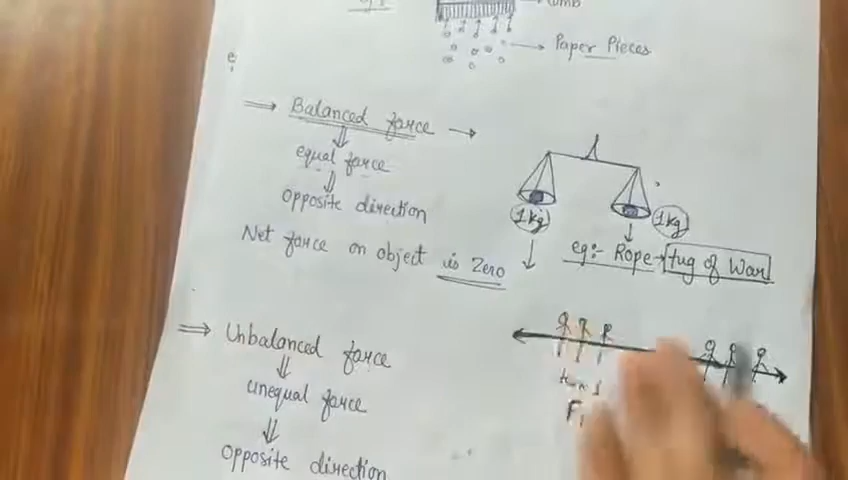 Paper Pieces
e:
⇒ Balanced force →
equal force
opposite direction
Net force on object is Zero
1kg
1kg
eg:- Rope → tug of War
⇒ Unbalanced force
unequal force
opposite direction
F1